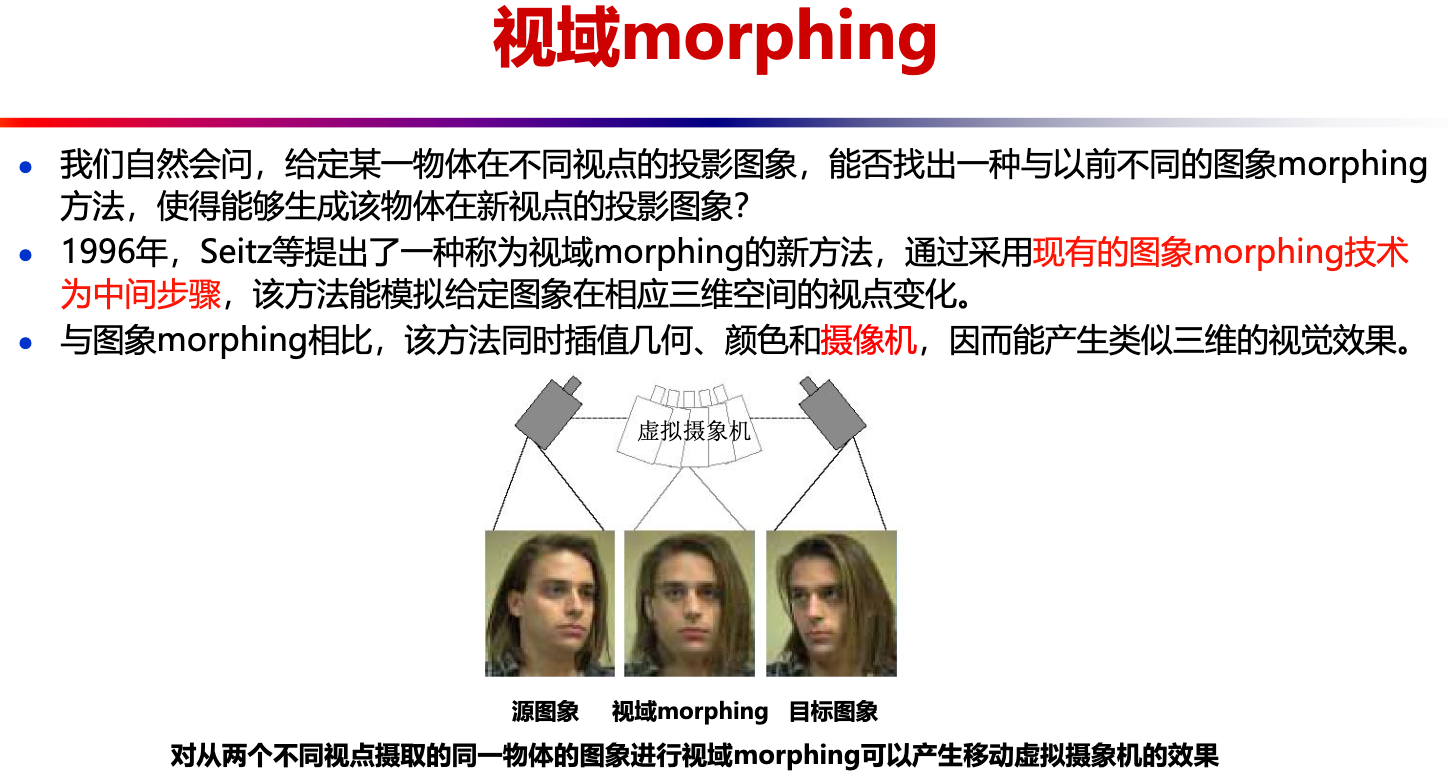 视域morphing
我们自然会问，给定某一物体在不同视点的投影图象，能否找出一种与以前不同的图象morphing
方法，使得能够生成该物体在新视点的投影图象？
1996年，Seitz等提出了一种称为视域morphing的新方法，通过采用现有的图象morphing技术
为中间步骤，该方法能模拟给定图象在相应三维空间的视点变化。
与图象morphing相比，该方法同时插值几何、颜色和摄像机，因而能产生类似三维的视觉效果。
虚拟摄象机
源图象 视域morphing 目标图象
对从两个不同视点摄取的同一物体的图象进行视域morphing可以产生移动虚拟摄象机的效果